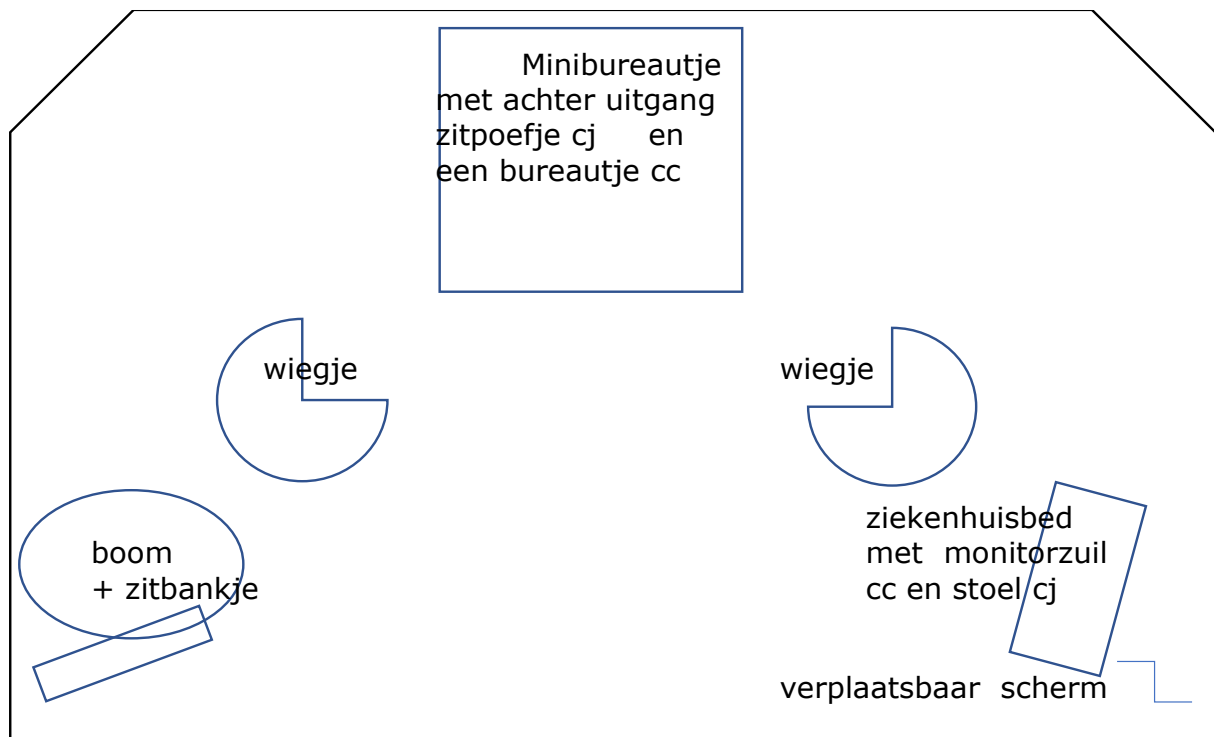 Minibureautje
met achter uitgang
zitpoefje cj en
een bureautje cc
wiegje
wiegje
boom
+ zitbankje
ziekenhuisbed
met monitorzuil
cc en stoel cj
verplaatsbaar scherm